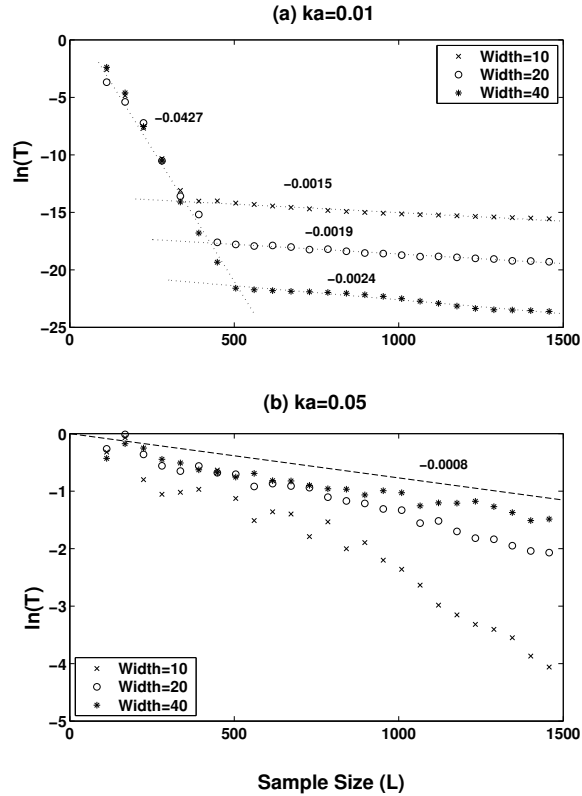 (a) ka=0.01
0
−5
−10
−15
−20
−25
ln(T)
× Width=10
○ Width=20
* Width=40
−0.0427
−0.0015
−0.0019
−0.0024
0
500
1000
1500
(b) ka=0.05
0
−1
−2
−3
−4
−5
ln(T)
−0.0008
× Width=10
○ Width=20
* Width=40
0
500
1000
1500
Sample Size (L)